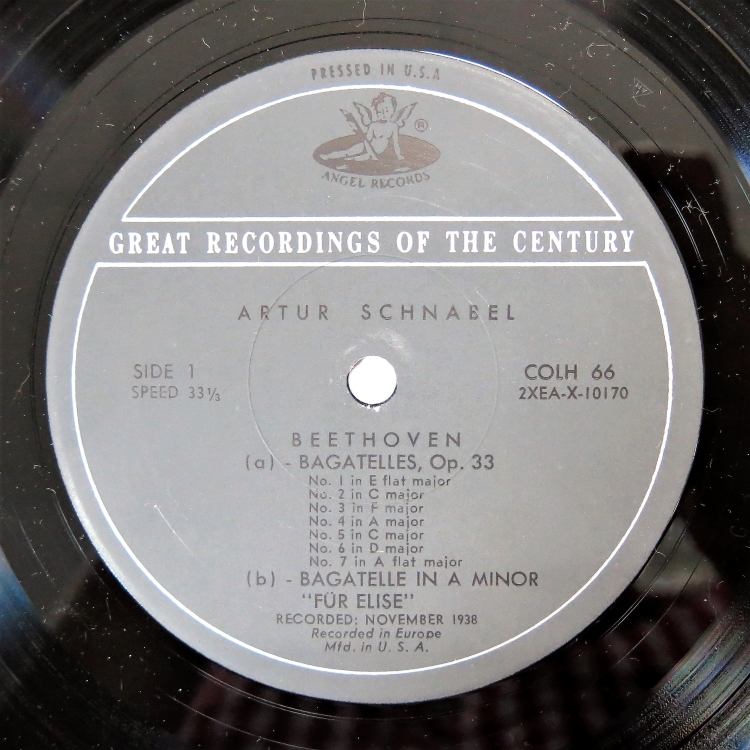 PRESSED IN U.S.A
®
ANGEL RECORDS
GREAT RECORDINGS OF THE CENTURY
ARTUR SCHNABEL
SIDE 1
SPEED 33⅓
COLH 66
2XEA-X-10170
BEETHOVEN
(a) - BAGATELLES, Op. 33
No. 1 in E flat major
No. 2 in C major
No. 3 in F major
No. 4 in A major
No. 5 in C major
No. 6 in D major
No. 7 in A flat major
(b) - BAGATELLE IN A MINOR
"FÜR ELISE"
RECORDED: NOVEMBER 1938
Recorded in Europe
Mfd. in U. S. A.